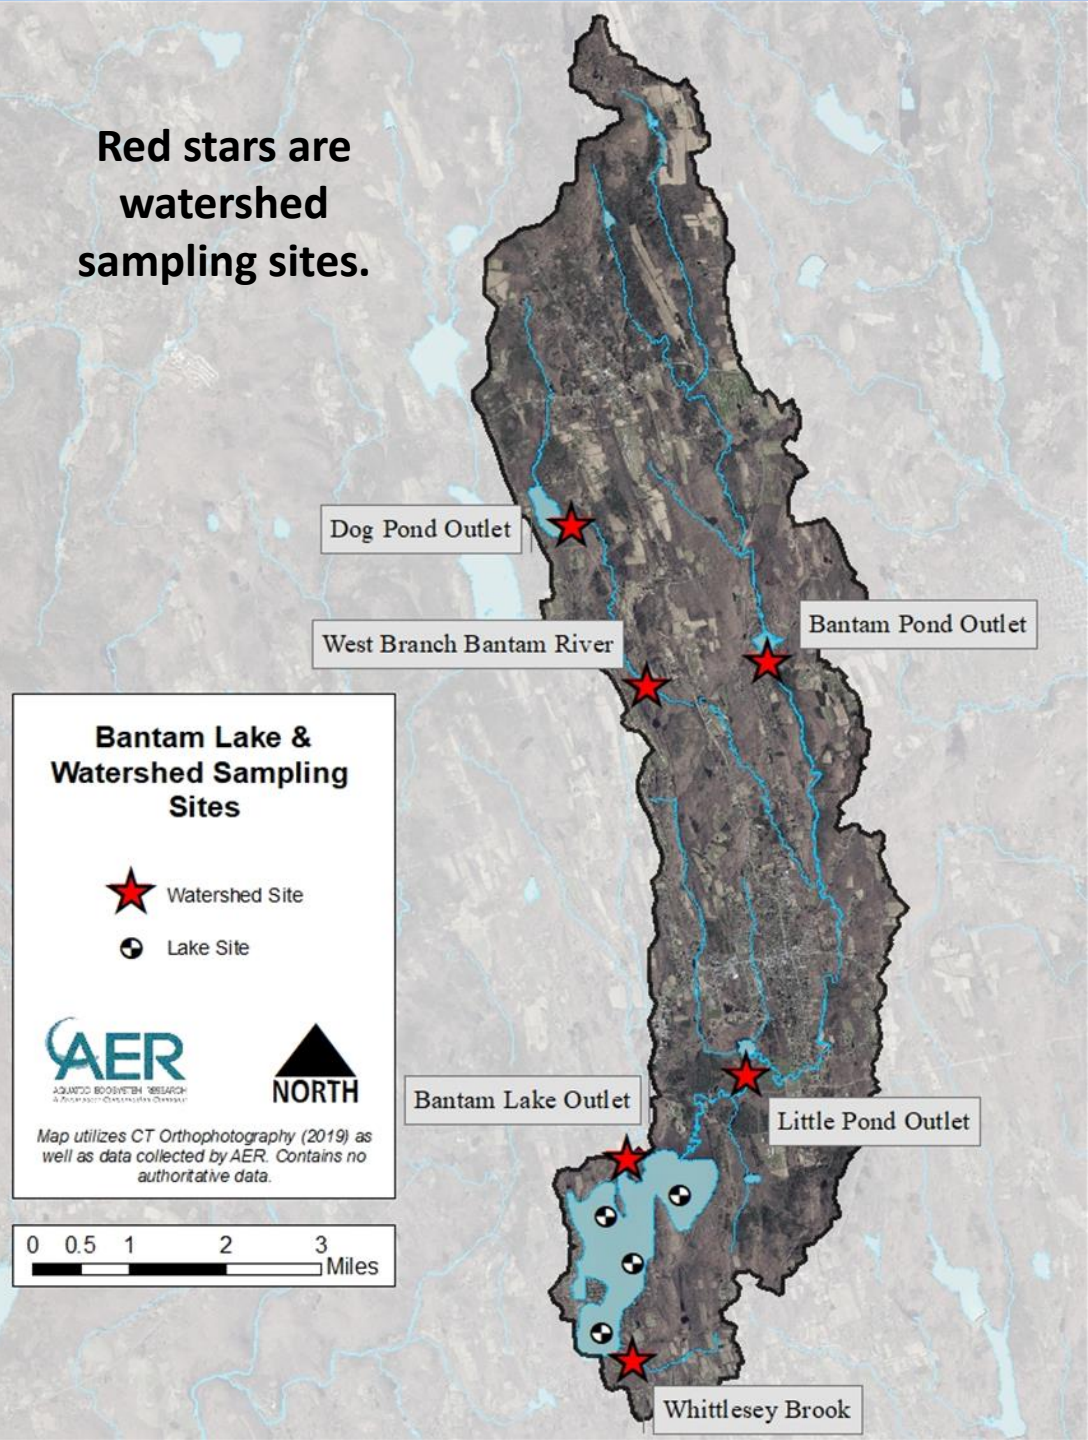 Red stars are
watershed
sampling sites.
Dog Pond Outlet
Bantam Pond Outlet
West Branch Bantam River
Bantam Lake &
Watershed Sampling
Sites
Watershed Site
Lake Site
AER
AQUATIC ECOSYSTEM RESEARCH
NORTH
Map utilizes CT Orthophotography (2019) as
well as data collected by AER. Contains no
authoritative data.
Bantam Lake Outlet
Little Pond Outlet
0 0.5 1 2 3
Miles
Whittlesey Brook